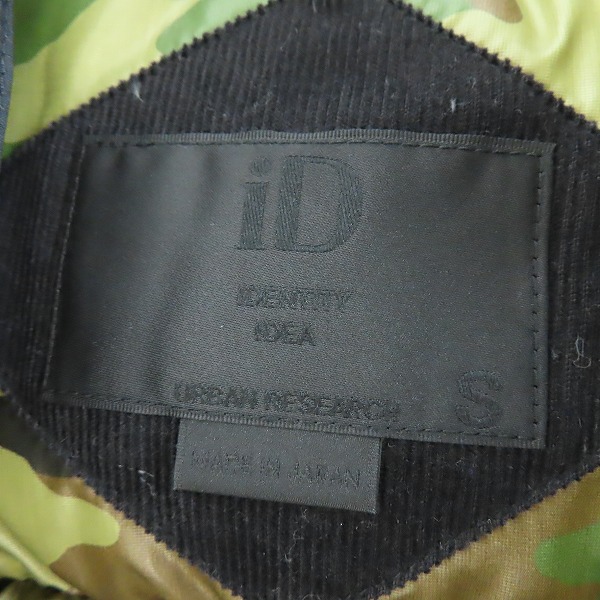 iD
IDENTITY
IDEA
URBAN RESEARCH
S
MADE IN JAPAN